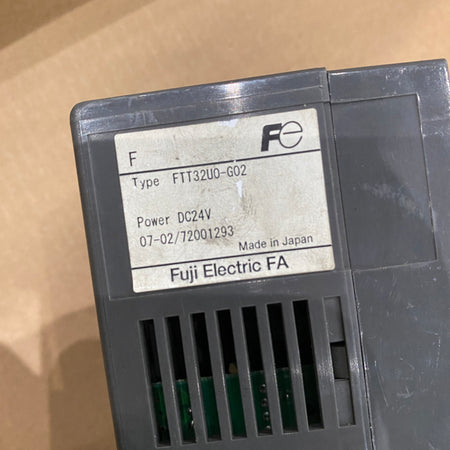 Fe
F
Type FTT32U0-G02
Power DC24V
07-02/72001293
Made in Japan
Fuji Electric FA